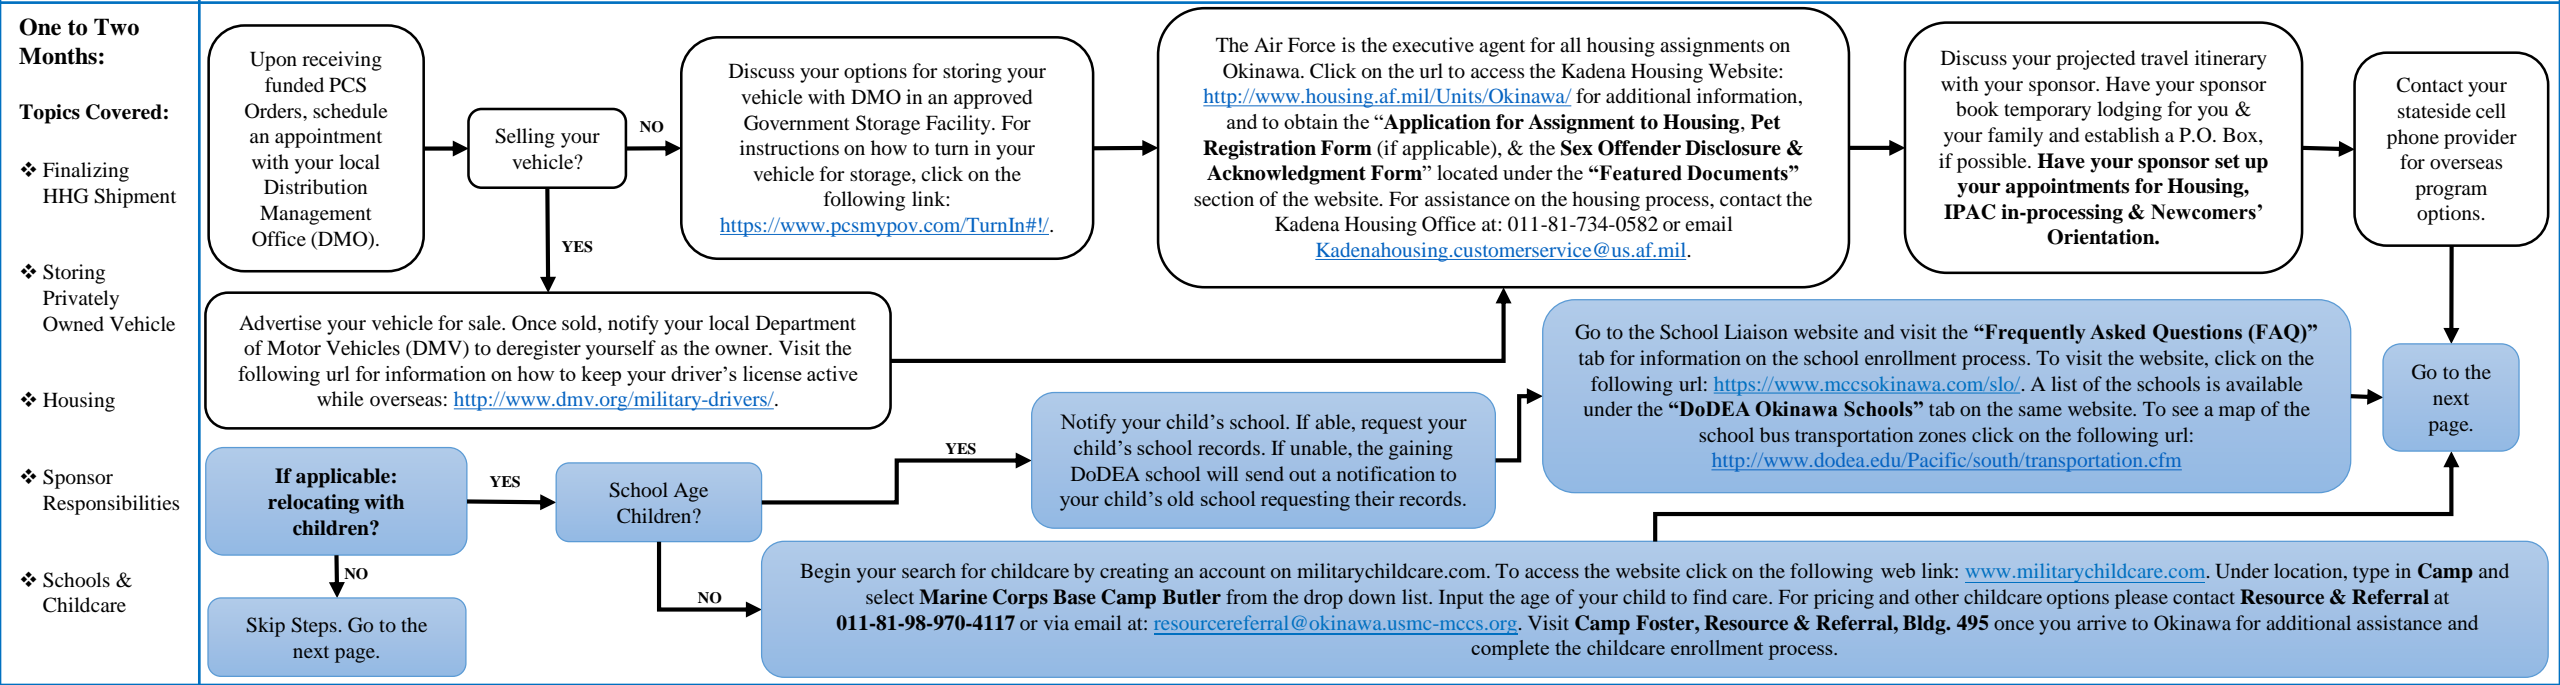 One to Two
Months:
Topics Covered:
❖ Finalizing
HHG Shipment
❖ Storing
Privately
Owned Vehicle
❖ Housing
❖ Sponsor
Responsibilities
❖ Schools &
Childcare
Upon receiving
funded PCS
Orders, schedule
an appointment
with your local
Distribution
Management
Office (DMO).
Selling your
vehicle?
NO
YES
Discuss your options for storing your
vehicle with DMO in an approved
Government Storage Facility. For
instructions on how to turn in your
vehicle for storage, click on the
following link:
https://www.pcsmypov.com/TurnIn#!/.
Advertise your vehicle for sale. Once sold, notify your local Department
of Motor Vehicles (DMV) to deregister yourself as the owner. Visit the
following url for information on how to keep your driver’s license active
while overseas: http://www.dmv.org/military-drivers/.
The Air Force is the executive agent for all housing assignments on
Okinawa. Click on the url to access the Kadena Housing Website:
http://www.housing.af.mil/Units/Okinawa/ for additional information,
and to obtain the “Application for Assignment to Housing, Pet
Registration Form (if applicable), & the Sex Offender Disclosure &
Acknowledgment Form” located under the “Featured Documents”
section of the website. For assistance on the housing process, contact the
Kadena Housing Office at: 011-81-734-0582 or email
Kadenahousing.customerservice@us.af.mil.
Discuss your projected travel itinerary
with your sponsor. Have your sponsor
book temporary lodging for you &
your family and establish a P.O. Box,
if possible. Have your sponsor set up
your appointments for Housing,
IPAC in-processing & Newcomers’
Orientation.
Contact your
stateside cell
phone provider
for overseas
program
options.
If applicable:
relocating with
children?
YES
NO
Skip Steps. Go to the
next page.
School Age
Children?
YES
NO
Notify your child’s school. If able, request your
child’s school records. If unable, the gaining
DoDEA school will send out a notification to
your child’s old school requesting their records.
Go to the School Liaison website and visit the “Frequently Asked Questions (FAQ)”
tab for information on the school enrollment process. To visit the website, click on the
following url: https://www.mccsokinawa.com/slo/. A list of the schools is available
under the “DoDEA Okinawa Schools” tab on the same website. To see a map of the
school bus transportation zones click on the following url:
http://www.dodea.edu/Pacific/south/transportation.cfm
Go to the
next
page.
Begin your search for childcare by creating an account on militarychildcare.com. To access the website click on the following web link: www.militarychildcare.com. Under location, type in Camp and
select Marine Corps Base Camp Butler from the drop down list. Input the age of your child to find care. For pricing and other childcare options please contact Resource & Referral at
011-81-98-970-4117 or via email at: resourcereferral@okinawa.usmc-mccs.org. Visit Camp Foster, Resource & Referral, Bldg. 495 once you arrive to Okinawa for additional assistance and
complete the childcare enrollment process.